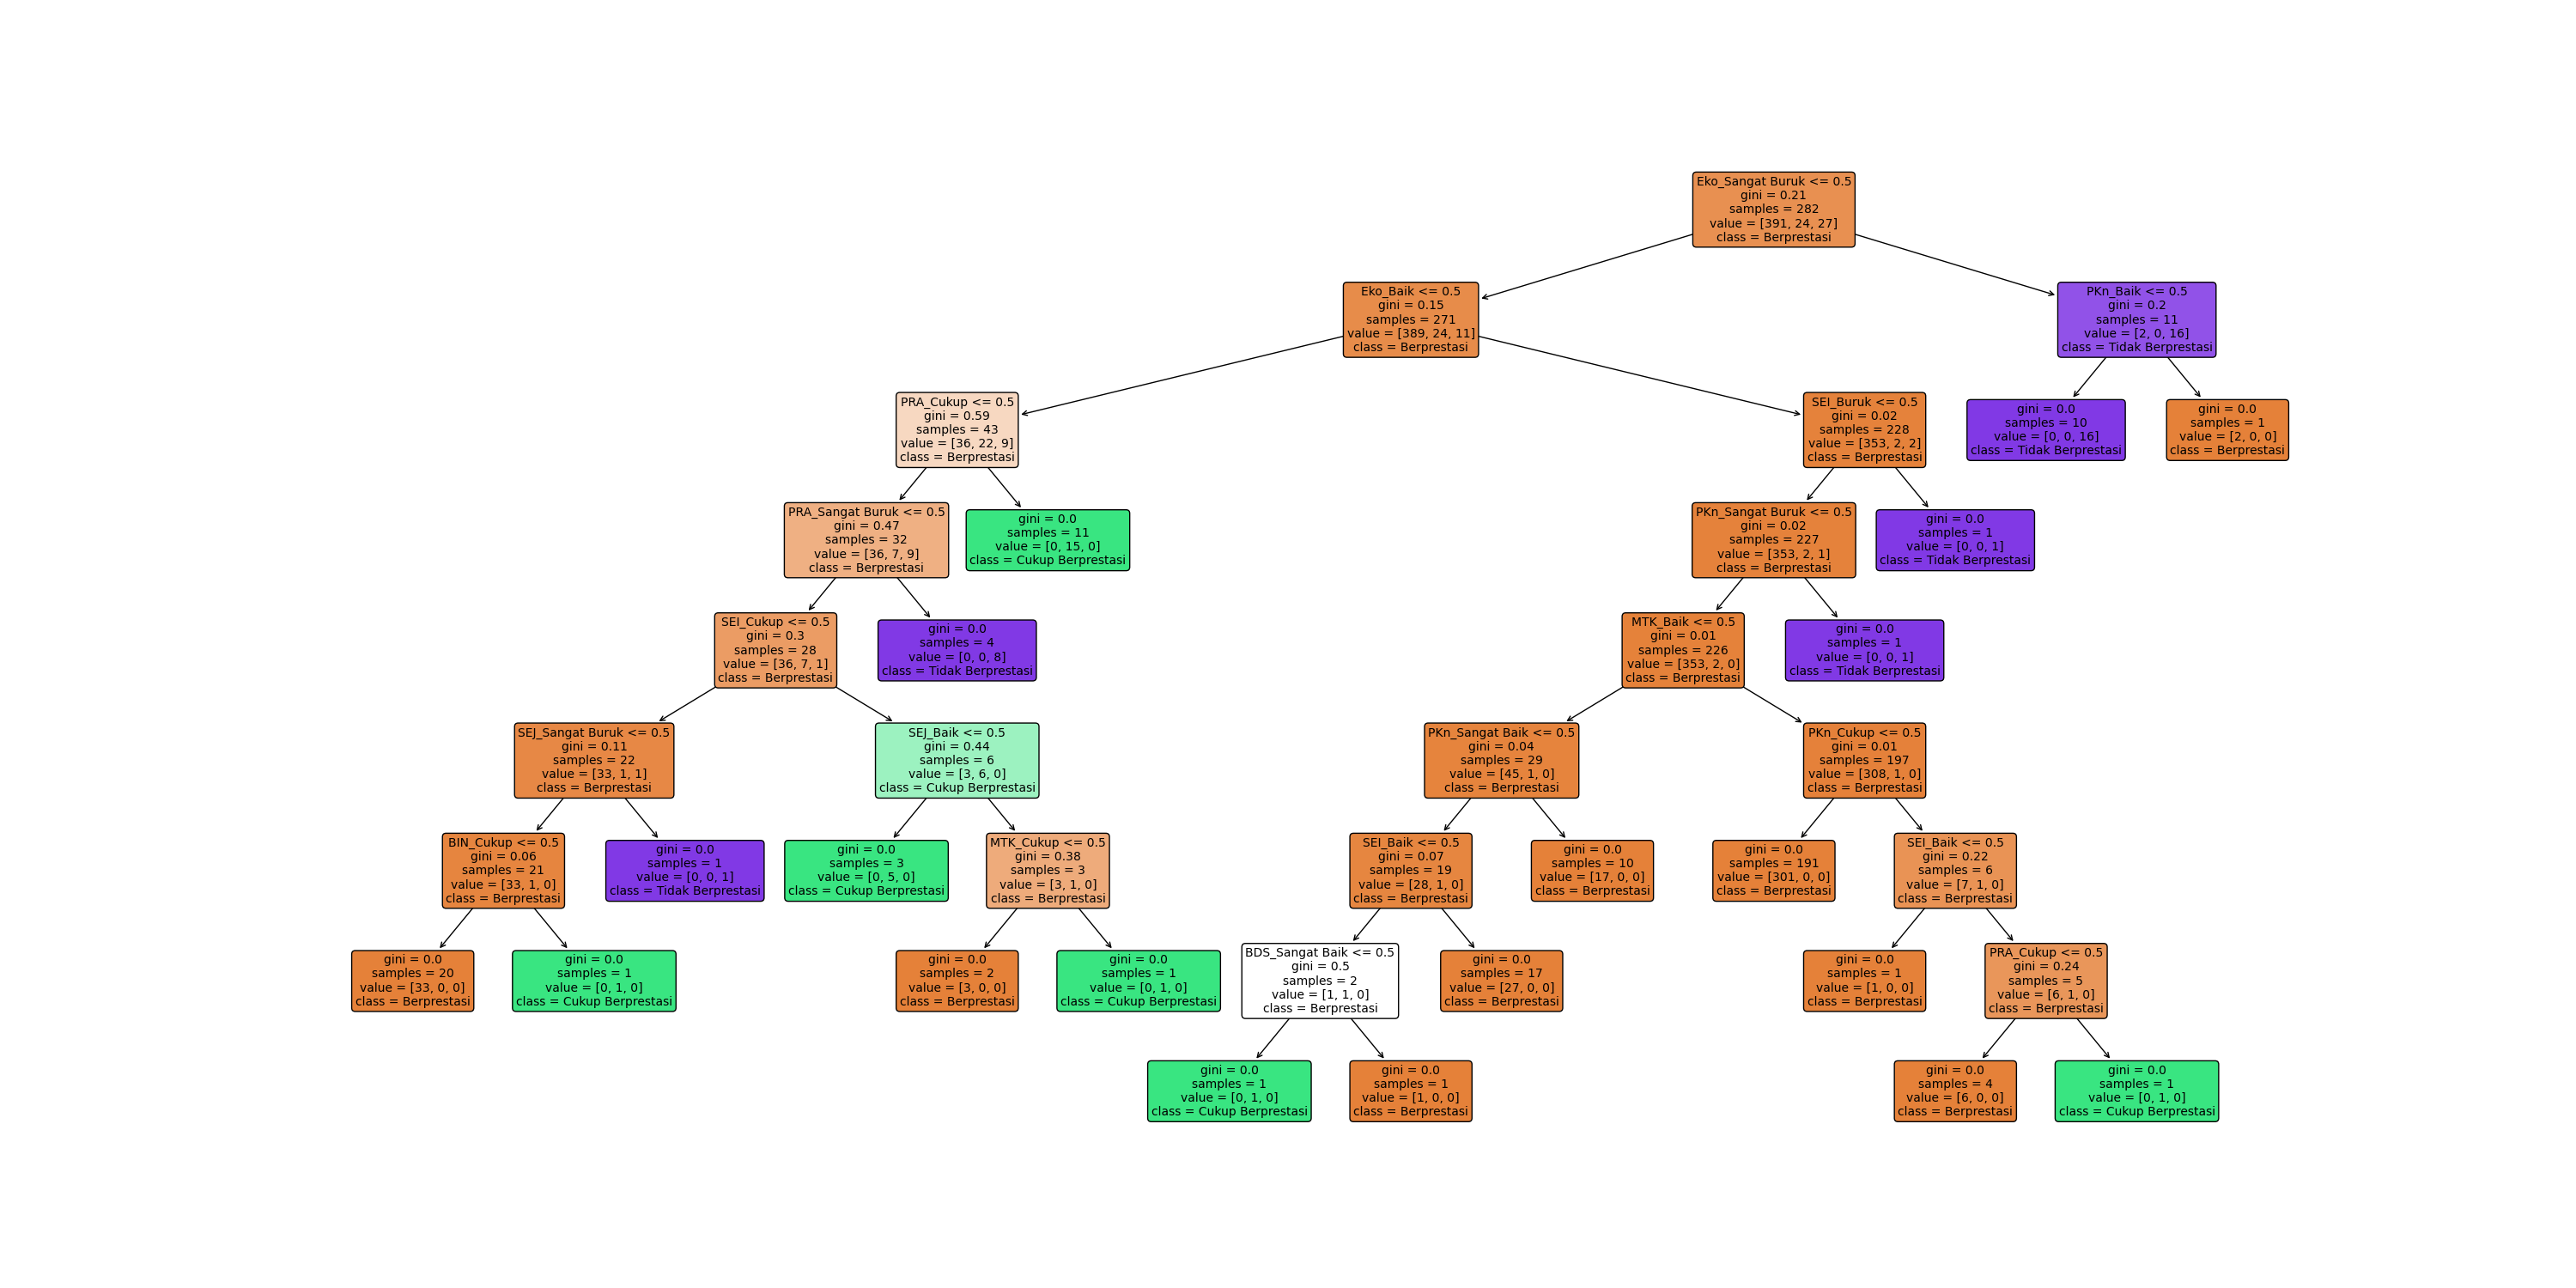 Eko_Sangat Buruk <= 0.5
gini = 0.21
samples = 282
value = [391, 24, 27]
class = Berprestasi
Eko_Baik <= 0.5
gini = 0.15
samples = 271
value = [389, 24, 11]
class = Berprestasi
PKn_Baik <= 0.5
gini = 0.2
samples = 11
value = [2, 0, 16]
class = Tidak Berprestasi
PRA_Cukup <= 0.5
gini = 0.59
samples = 43
value = [36, 22, 9]
class = Berprestasi
SEI_Buruk <= 0.5
gini = 0.02
samples = 228
value = [353, 2, 2]
class = Berprestasi
gini = 0.0
samples = 10
value = [0, 0, 16]
class = Tidak Berprestasi
gini = 0.0
samples = 1
value = [2, 0, 0]
class = Berprestasi
PRA_Sangat Buruk <= 0.5
gini = 0.47
samples = 32
value = [36, 7, 9]
class = Berprestasi
gini = 0.0
samples = 11
value = [0, 15, 0]
class = Cukup Berprestasi
PKn_Sangat Buruk <= 0.5
gini = 0.02
samples = 227
value = [353, 2, 1]
class = Berprestasi
gini = 0.0
samples = 1
value = [0, 0, 1]
class = Tidak Berprestasi
SEI_Cukup <= 0.5
gini = 0.3
samples = 28
value = [36, 7, 1]
class = Berprestasi
gini = 0.0
samples = 4
value = [0, 0, 8]
class = Tidak Berprestasi
MTK_Baik <= 0.5
gini = 0.01
samples = 226
value = [353, 2, 0]
class = Berprestasi
gini = 0.0
samples = 1
value = [0, 0, 1]
class = Tidak Berprestasi
SEJ_Sangat Buruk <= 0.5
gini = 0.11
samples = 22
value = [33, 1, 1]
class = Berprestasi
SEJ_Baik <= 0.5
gini = 0.44
samples = 6
value = [3, 6, 0]
class = Cukup Berprestasi
PKn_Sangat Baik <= 0.5
gini = 0.04
samples = 29
value = [45, 1, 0]
class = Berprestasi
PKn_Cukup <= 0.5
gini = 0.01
samples = 197
value = [308, 1, 0]
class = Berprestasi
BIN_Cukup <= 0.5
gini = 0.06
samples = 21
value = [33, 1, 0]
class = Berprestasi
gini = 0.0
samples = 1
value = [0, 0, 1]
class = Tidak Berprestasi
gini = 0.0
samples = 3
value = [0, 5, 0]
class = Cukup Berprestasi
MTK_Cukup <= 0.5
gini = 0.38
samples = 3
value = [3, 1, 0]
class = Berprestasi
SEI_Baik <= 0.5
gini = 0.07
samples = 19
value = [28, 1, 0]
class = Berprestasi
gini = 0.0
samples = 10
value = [17, 0, 0]
class = Berprestasi
gini = 0.0
samples = 191
value = [301, 0, 0]
class = Berprestasi
SEI_Baik <= 0.5
gini = 0.22
samples = 6
value = [7, 1, 0]
class = Berprestasi
gini = 0.0
samples = 20
value = [33, 0, 0]
class = Berprestasi
gini = 0.0
samples = 1
value = [0, 1, 0]
class = Cukup Berprestasi
gini = 0.0
samples = 2
value = [3, 0, 0]
class = Berprestasi
gini = 0.0
samples = 1
value = [0, 1, 0]
class = Cukup Berprestasi
BDS_Sangat Baik <= 0.5
gini = 0.5
samples = 2
value = [1, 1, 0]
class = Berprestasi
gini = 0.0
samples = 17
value = [27, 0, 0]
class = Berprestasi
gini = 0.0
samples = 1
value = [1, 0, 0]
class = Berprestasi
PRA_Cukup <= 0.5
gini = 0.24
samples = 5
value = [6, 1, 0]
class = Berprestasi
gini = 0.0
samples = 1
value = [0, 1, 0]
class = Cukup Berprestasi
gini = 0.0
samples = 1
value = [1, 0, 0]
class = Berprestasi
gini = 0.0
samples = 4
value = [6, 0, 0]
class = Berprestasi
gini = 0.0
samples = 1
value = [0, 1, 0]
class = Cukup Berprestasi